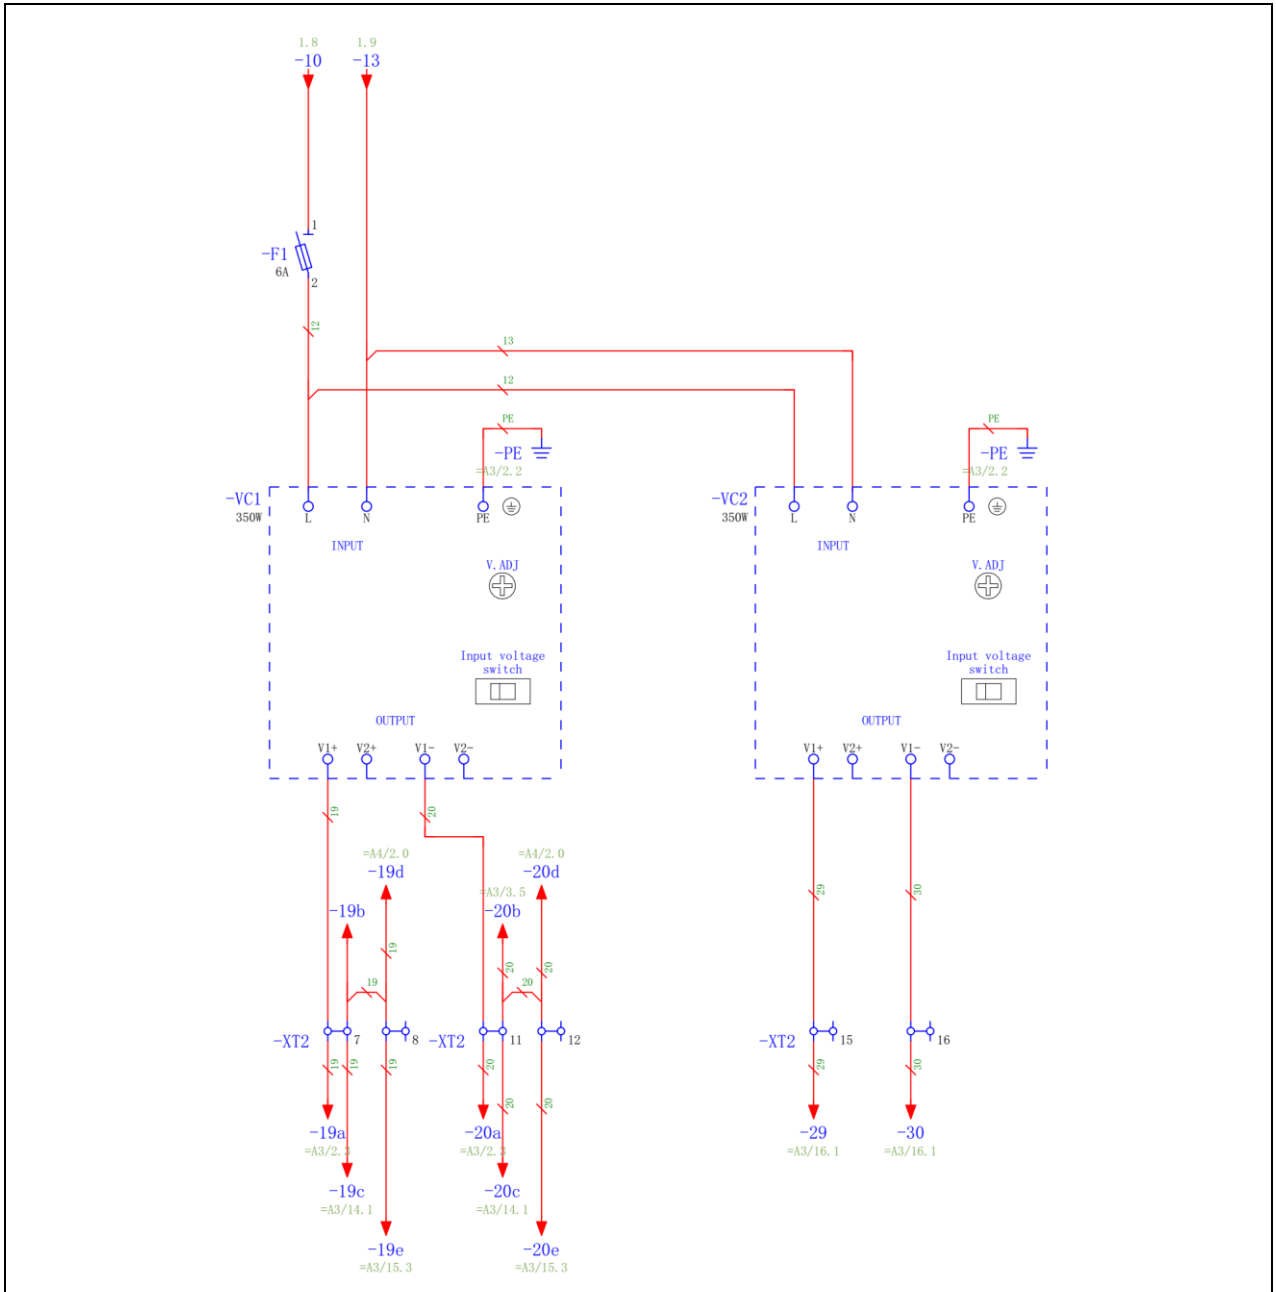 1.8 1.9
-10 -13
1
-F1
6A
2
12
13
12
PE PE
-PE -PE
=A3/2.2 =A3/2.2
-VC1 -VC2
350W 350W
L N PE L N PE
INPUT INPUT
V.ADJ V.ADJ
Input voltage Input voltage
switch switch
OUTPUT OUTPUT
V1+ V2+ V1- V2- V1+ V2+ V1- V2-
19 20
=A4/2.0 =A4/2.0
-19d -20d
=A3/3.5 29 30
-19b -20b
19
20 20
19 20
-XT2 7 8 -XT2 11 12 -XT2 15 16
19 19 19 20 29 30
20 20
-19a -20a -29 -30
=A3/2.3 =A3/2.3 =A3/16.1 =A3/16.1
-19c -20c
=A3/14.1 =A3/14.1
-19e -20e
=A3/15.3 =A3/15.3